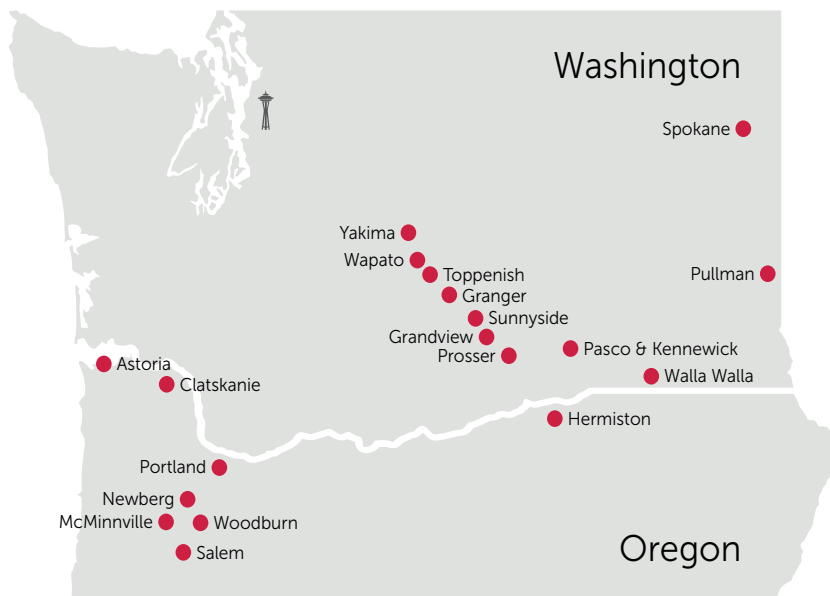 Washington
Spokane
Yakima
Wapato
Toppenish
Pullman
Granger
Sunnyside
Grandview
Prosser
Pasco & Kennewick
Astoria
Walla Walla
Clatskanie
Hermiston
Portland
Newberg
McMinnville
Woodburn
Salem
Oregon